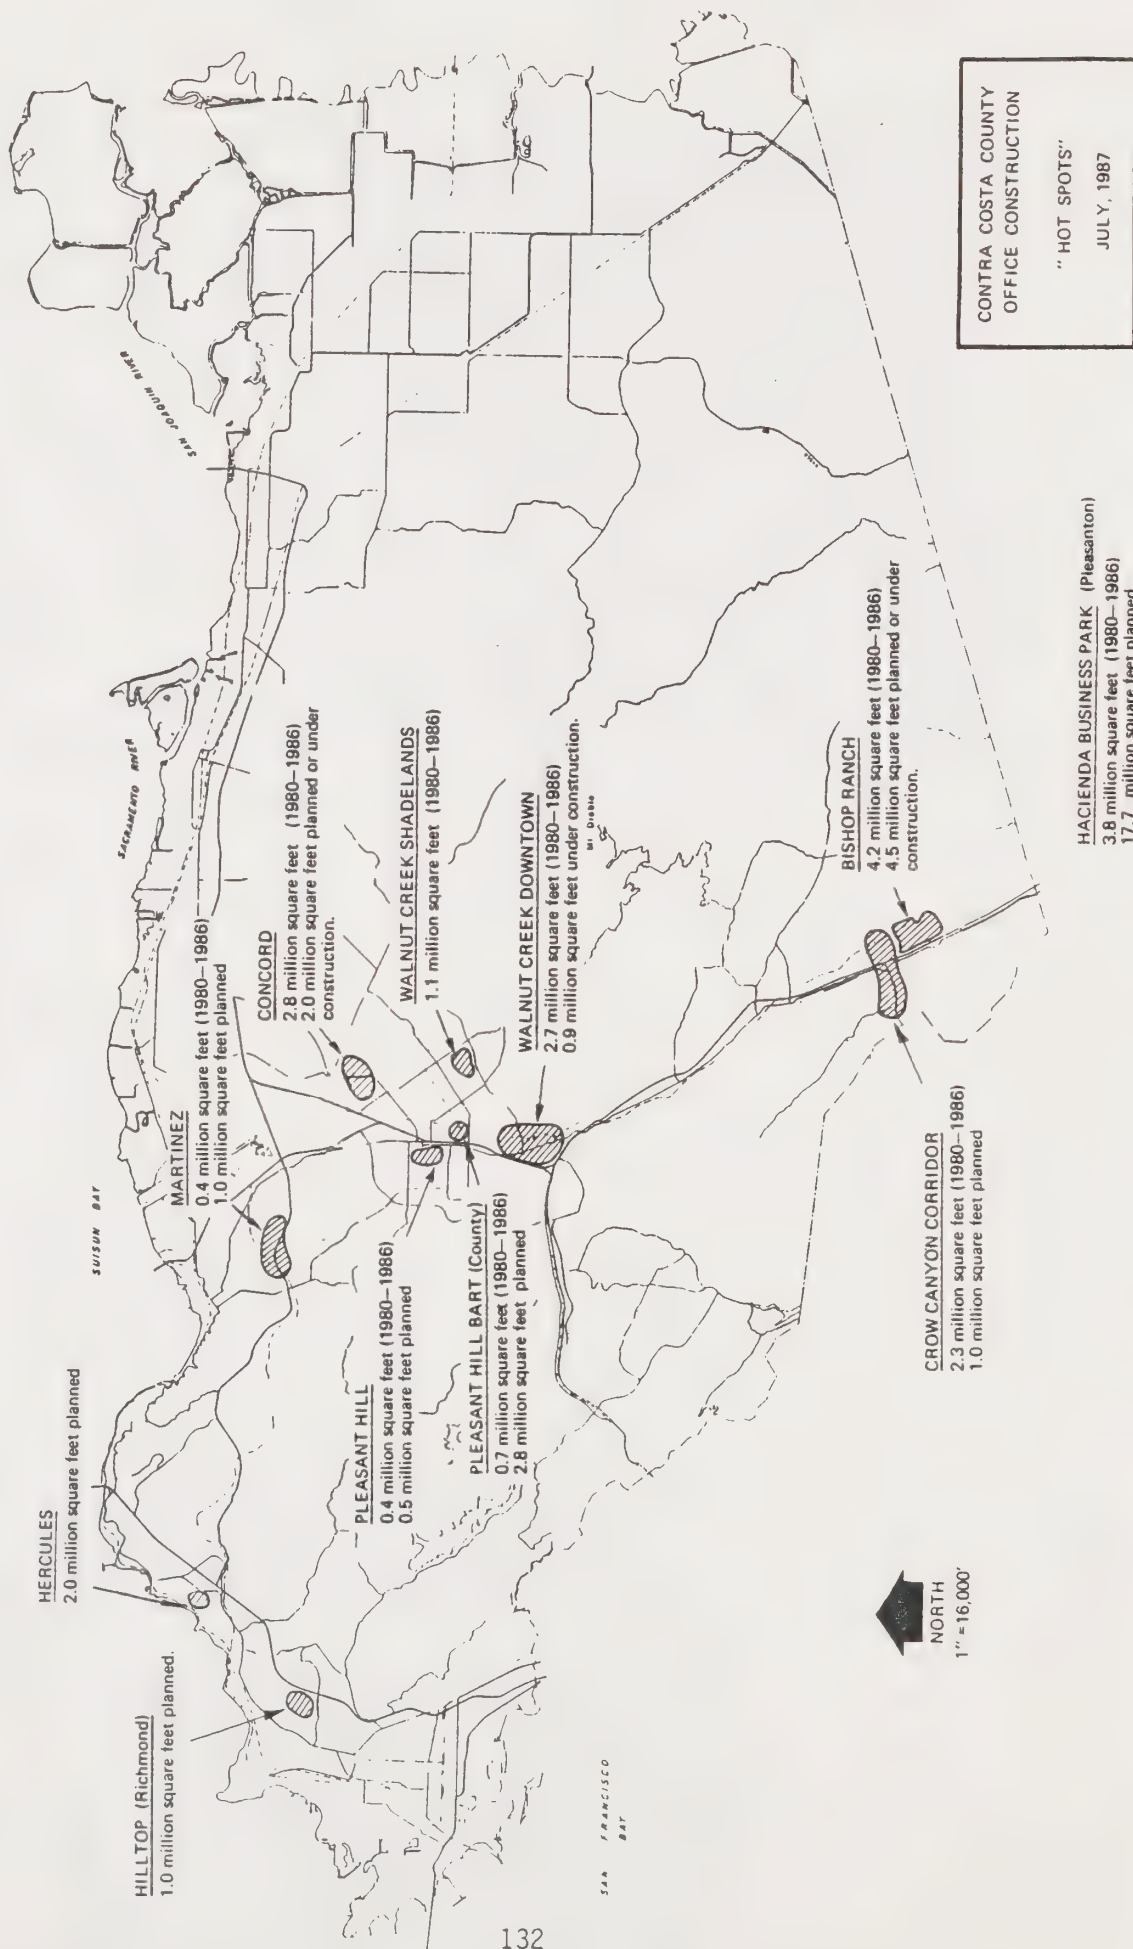 HERCULES
2.0 million square feet planned
HILLTOP (Richmond)
1.0 million square feet planned.
SUISUN BAY
MARTINEZ
0.4 million square feet (1980–1986)
1.0 million square feet planned
SACRAMENTO RIVER
SAN JOAQUIN RIVER
CONCORD
2.8 million square feet (1980–1986)
2.0 million square feet planned or under
construction.
WALNUT CREEK SHADELANDS
1.1 million square feet (1980–1986)
PLEASANT HILL
0.4 million square feet (1980–1986)
0.5 million square feet planned
PLEASANT HILL BART (County)
0.7 million square feet (1980–1986)
2.8 million square feet planned
WALNUT CREEK DOWNTOWN
2.7 million square feet (1980–1986)
0.9 million square feet under construction.
Mt Diablo
SAN FRANCISCO
BAY
BISHOP RANCH
4.2 million square feet (1980–1986)
4.5 million square feet planned or under
construction.
CROW CANYON CORRIDOR
2.3 million square feet (1980–1986)
1.0 million square feet planned
NORTH
1" = 16,000'
HACIENDA BUSINESS PARK (Pleasanton)
3.8 million square feet (1980–1986)
17.7 million square feet planned
CONTRA COSTA COUNTY
OFFICE CONSTRUCTION
"HOT SPOTS"
JULY, 1987
132